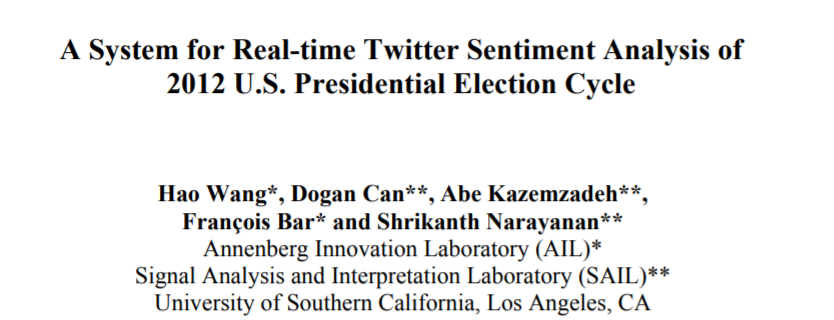 A System for Real-time Twitter Sentiment Analysis of
2012 U.S. Presidential Election Cycle
Hao Wang*, Dogan Can**, Abe Kazemzadeh**,
François Bar* and Shrikanth Narayanan**
Annenberg Innovation Laboratory (AIL)*
Signal Analysis and Interpretation Laboratory (SAIL)**
University of Southern California, Los Angeles, CA